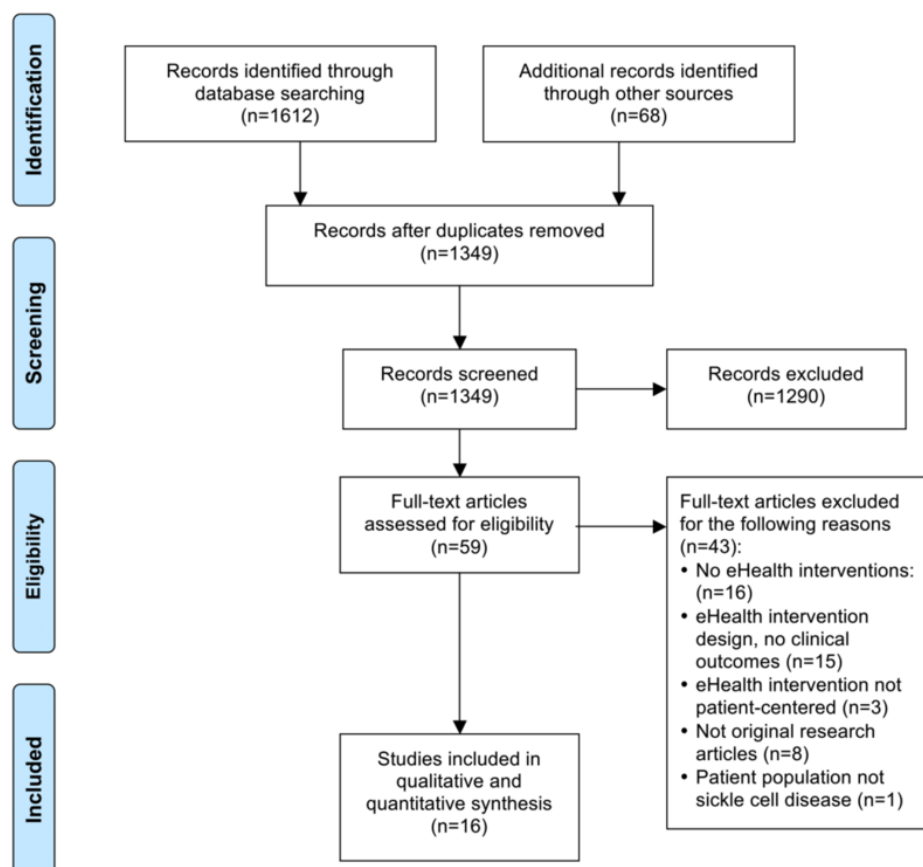 Identification
Records identified through
database searching
(n=1612)
Additional records identified
through other sources
(n=68)
Records after duplicates removed
(n=1349)
Screening
Records screened
(n=1349)
Records excluded
(n=1290)
Eligibility
Full-text articles
assessed for eligibility
(n=59)
Full-text articles excluded
for the following reasons
(n=43):
• No eHealth interventions:
(n=16)
• eHealth intervention
design, no clinical
outcomes (n=15)
• eHealth intervention not
patient-centered (n=3)
• Not original research
articles (n=8)
• Patient population not
sickle cell disease (n=1)
Included
Studies included in
qualitative and
quantitative synthesis
(n=16)